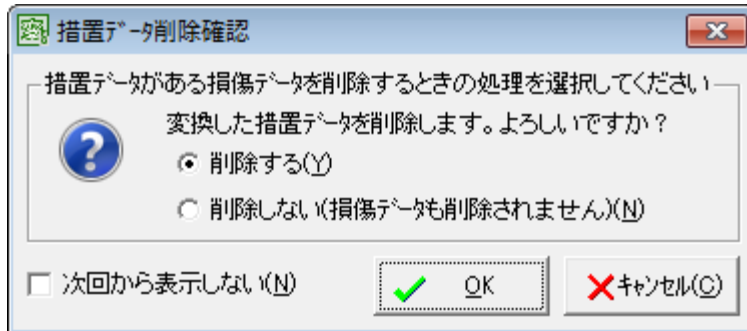 措置ﾃﾞｰﾀ削除確認
措置データがある損傷ﾃﾞｰﾀを削除するときの処理を選択してください
変換した措置ﾃﾞｰﾀを削除します。よろしいですか？
削除する(Y)
削除しない(損傷ﾃﾞｰﾀも削除されません)(N)
次回から表示しない(N)
OK
ｷｬﾝｾﾙ(C)